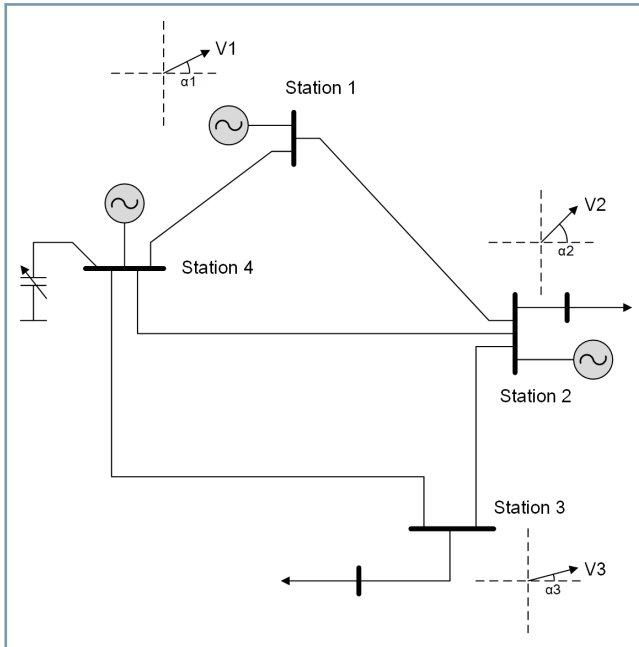 V1
α1
Station 1
V2
α2
Station 4
Station 2
Station 3
V3
α3